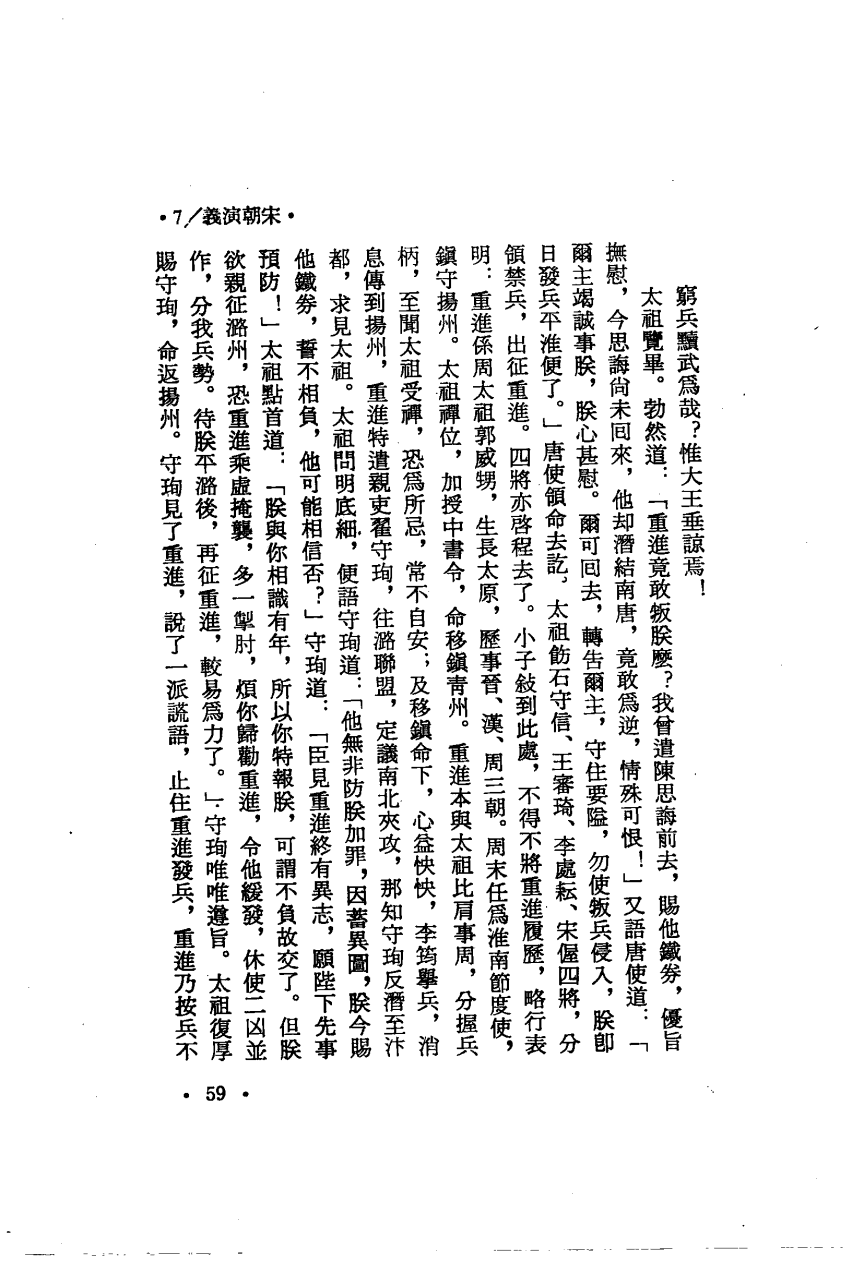 •7／義演朝宋•
窮兵黷武爲哉？惟大王垂諒焉！
太祖覽畢。勃然道：「重進竟敢叛朕麼？我曾遣陳思誨前去，賜他鐵券，優旨
撫慰，今思誨尚未回來，他却潛結南唐，竟敢爲逆，情殊可恨！」又語唐使道：「
爾主竭誠事朕，朕心甚慰。爾可回去，轉告爾主，守住要隘，勿使叛兵侵入，朕卽
日發兵平淮便了。」唐使領命去訖。太祖飭石守信、王審琦、李處耘、宋偓四將，分
領禁兵，出征重進。四將亦啓程去了。小子敍到此處，不得不將重進履歷，略行表
明：重進係周太祖郭威甥，生長太原，歷事晉、漢、周三朝。周末任爲淮南節度使，
鎭守揚州。太祖禪位，加授中書令，命移鎭青州。重進本與太祖比肩事周，分握兵
柄，至聞太祖受禪，恐爲所忌，常不自安；及移鎭命下，心益怏怏，李筠擧兵，消
息傳到揚州，重進特遣親吏翟守珣，往潞聯盟，定議南北夾攻，那知守珣反潛至汴
都，求見太祖。太祖問明底細，便語守珣道：「他無非防朕加罪，因蓄異圖，朕今賜
他鐵券，誓不相負，他可能相信否？」守珣道：「臣見重進終有異志，願陛下先事
預防！」太祖點首道：「朕與你相識有年，所以你特報朕，可謂不負故交了。但朕
欲親征潞州，恐重進乘虛掩襲，多一掣肘，煩你歸勸重進，令他緩發，休使二凶並
作，分我兵勢。待朕平潞後，再征重進，較易爲力了。」守珣唯唯遵旨。太祖復厚
賜守珣，命返揚州。守珣見了重進，說了一派謊語，止住重進發兵，重進乃按兵不
• 59 •